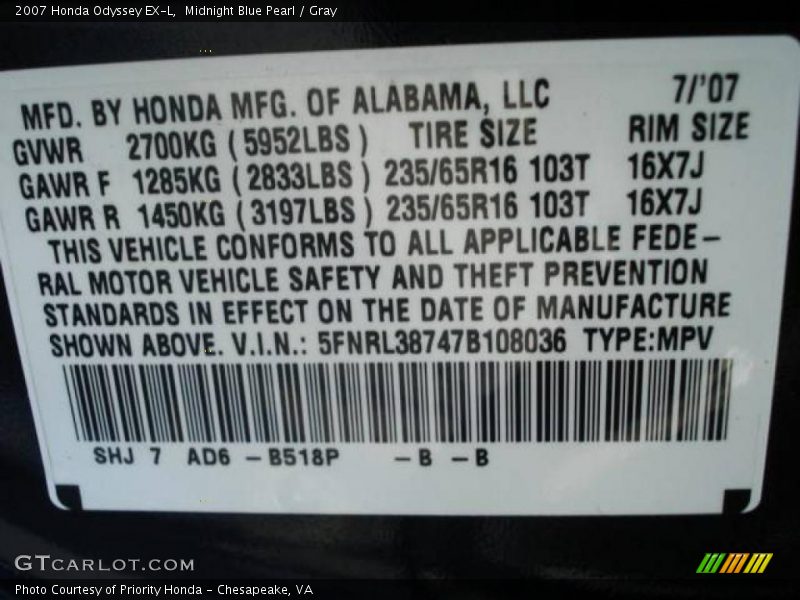 2007 Honda Odyssey EX-L,  Midnight Blue Pearl / Gray
MFD. BY HONDA MFG. OF ALABAMA, LLC 7/'07
GVWR 2700KG (5952LBS) TIRE SIZE RIM SIZE
GAWR F 1285KG (2833LBS) 235/65R16 103T 16X7J
GAWR R 1450KG (3197LBS) 235/65R16 103T 16X7J
THIS VEHICLE CONFORMS TO ALL APPLICABLE FEDE-
RAL MOTOR VEHICLE SAFETY AND THEFT PREVENTION
STANDARDS IN EFFECT ON THE DATE OF MANUFACTURE
SHOWN ABOVE. V.I.N.: 5FNRL38747B108036 TYPE:MPV
SHJ 7 AD6 - B518P - B - B
GTCARLOT.COM
Photo Courtesy of Priority Honda - Chesapeake, VA